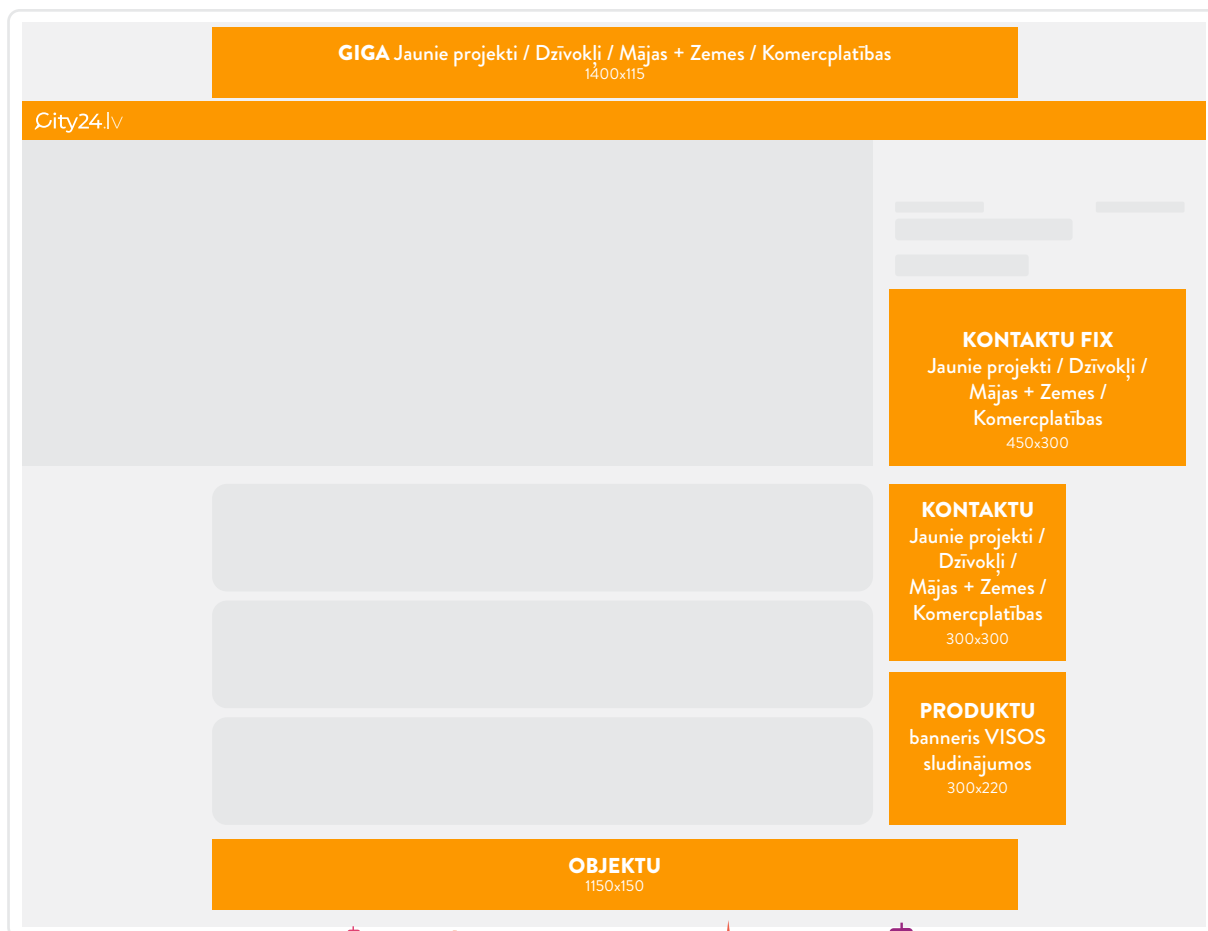 GIGA Jaunie projekti / Dzīvokļi / Mājas + Zemes / Komercplatības
1400x115
City24.lv
KONTAKTU FIX
Jaunie projekti / Dzīvokļi /
Mājas + Zemes /
Komercplatības
450x300
KONTAKTU
Jaunie projekti /
Dzīvokļi /
Mājas + Zemes /
Komercplatības
300x300
PRODUKTU
banneris VISOS
sludinājumos
300x220
OBJEKTU
1150x150